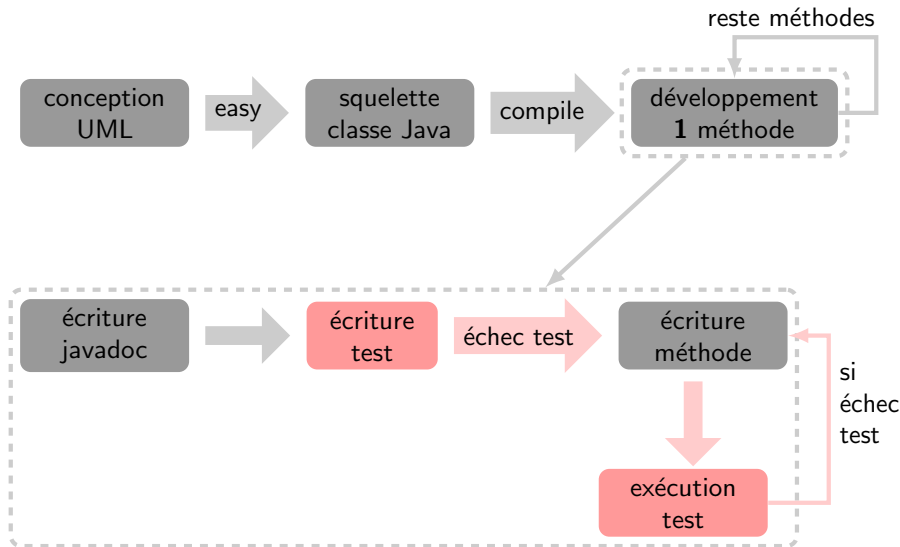 reste méthodes
conception
UML
easy
squelette
classe Java
compile
développement
1 méthode
écriture
javadoc
écriture
test
échec test
écriture
méthode
si
échec
test
exécution
test